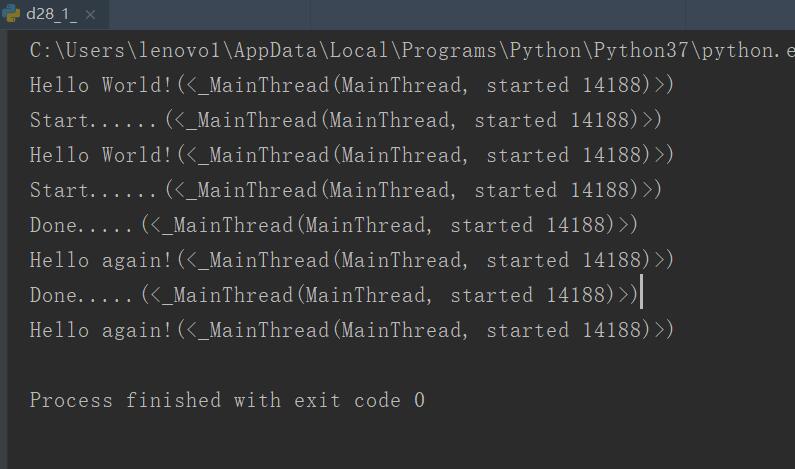 d28_1_
C:\Users\lenovo1\AppData\Local\Programs\Python\Python37\python.e
Hello World!(<_MainThread(MainThread, started 14188)>)
Start......(<_MainThread(MainThread, started 14188)>)
Hello World!(<_MainThread(MainThread, started 14188)>)
Start......(<_MainThread(MainThread, started 14188)>)
Done.....(<_MainThread(MainThread, started 14188)>)
Hello again!(<_MainThread(MainThread, started 14188)>)
Done.....(<_MainThread(MainThread, started 14188)>)
Hello again!(<_MainThread(MainThread, started 14188)>)
Process finished with exit code 0